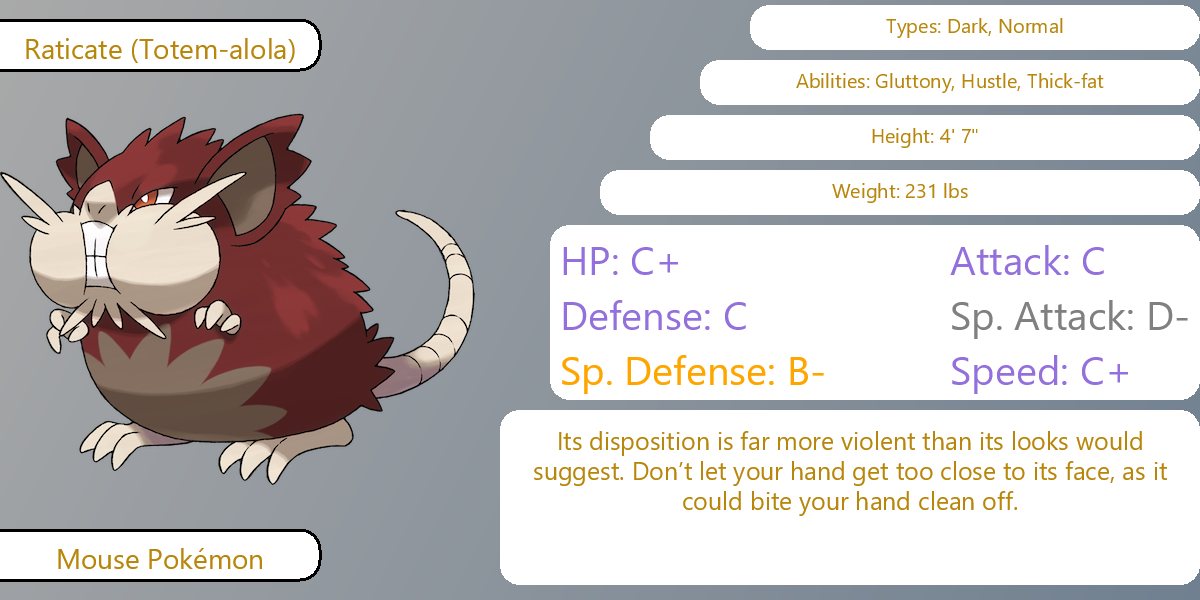 Raticate (Totem-alola)
Types: Dark, Normal
Abilities: Gluttony, Hustle, Thick-fat
Height: 4' 7"
Weight: 231 lbs
HP: C+ Attack: C
Defense: C Sp. Attack: D-
Sp. Defense: B- Speed: C+
Its disposition is far more violent than its looks would
suggest. Don’t let your hand get too close to its face, as it
could bite your hand clean off.
Mouse Pokémon